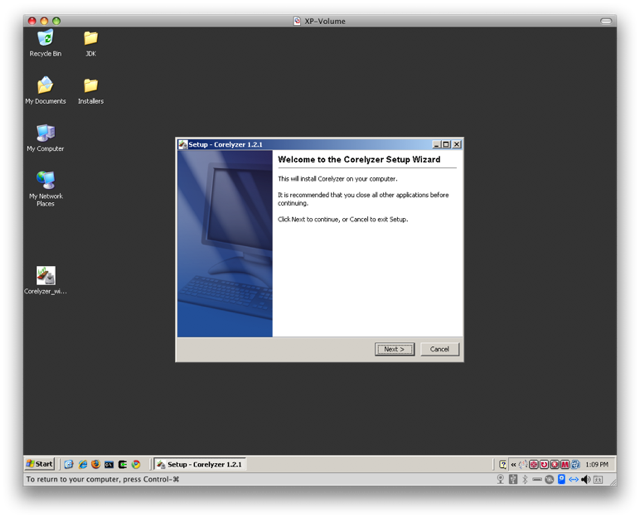 XP-Volume
Recycle Bin
JDK
My Documents
Installers
My Computer
My Network
Places
Corelyzer_wi...
Setup - Corelyzer 1.2.1
Welcome to the Corelyzer Setup Wizard
This will install Corelyzer on your computer.
It is recommended that you close all other applications before
continuing.
Click Next to continue, or Cancel to exit Setup.
Next >
Cancel
Start
Setup - Corelyzer 1.2.1
1:09 PM
To return to your computer, press Control-⌘